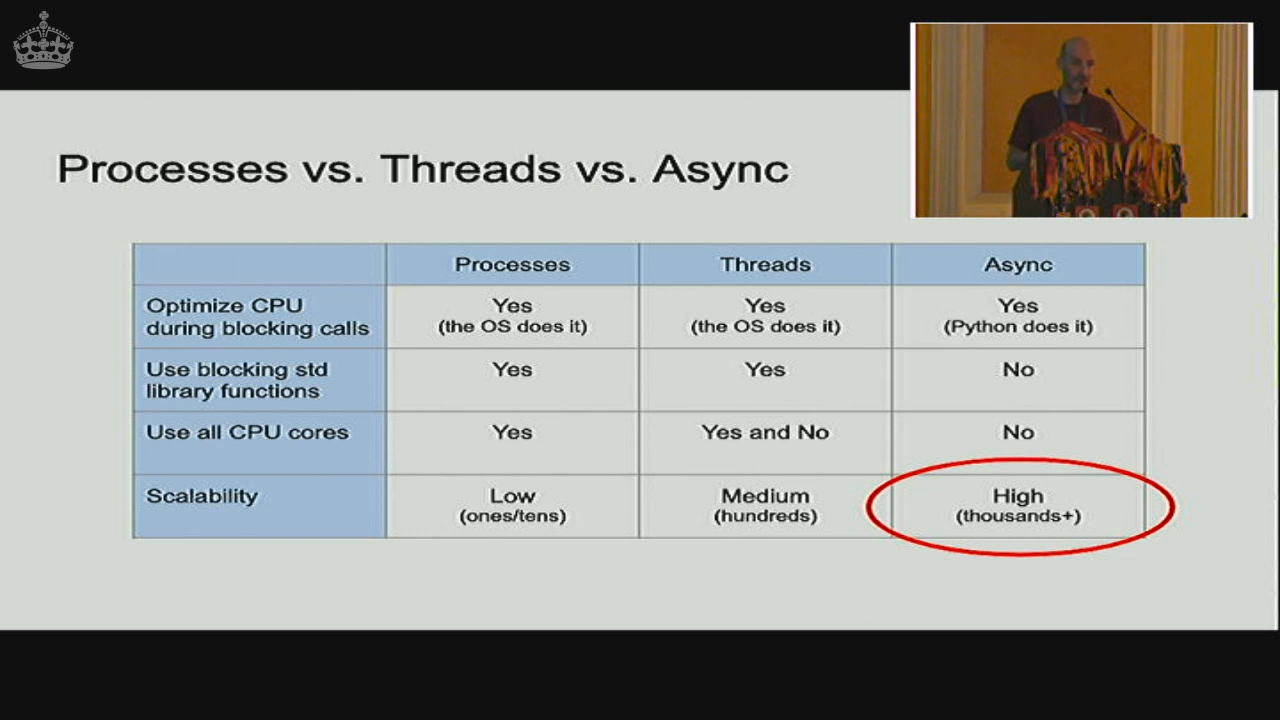 Processes vs. Threads vs. Async
Processes Threads Async
Optimize CPU
during blocking calls
Yes
(the OS does it)
Yes
(the OS does it)
Yes
(Python does it)
Use blocking std
library functions
Yes
Yes
No
Use all CPU cores
Yes
Yes and No
No
Scalability
Low
(ones/tens)
Medium
(hundreds)
High
(thousands+)